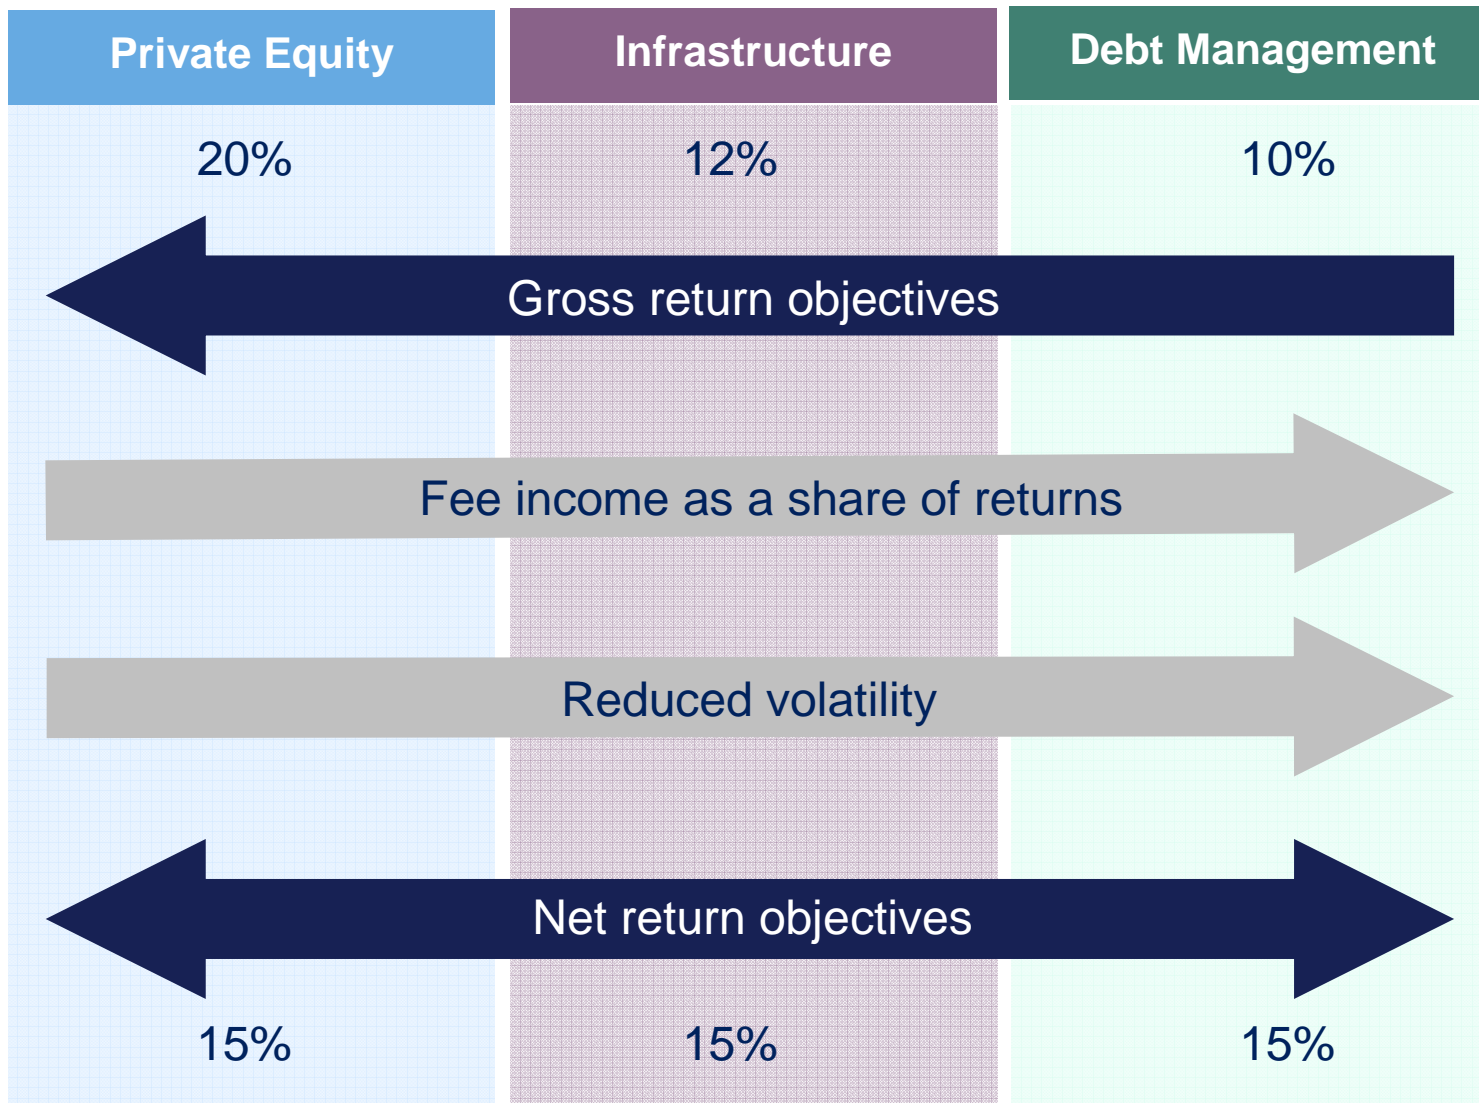 Private Equity
Infrastructure
Debt Management
20%
12%
10%
Gross return objectives
Fee income as a share of returns
Reduced volatility
Net return objectives
15%
15%
15%